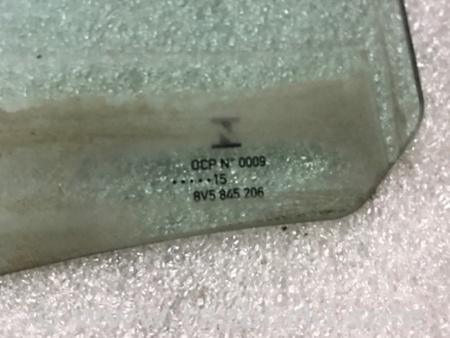 OCP N° 0009
•••••15
8V5 845 206